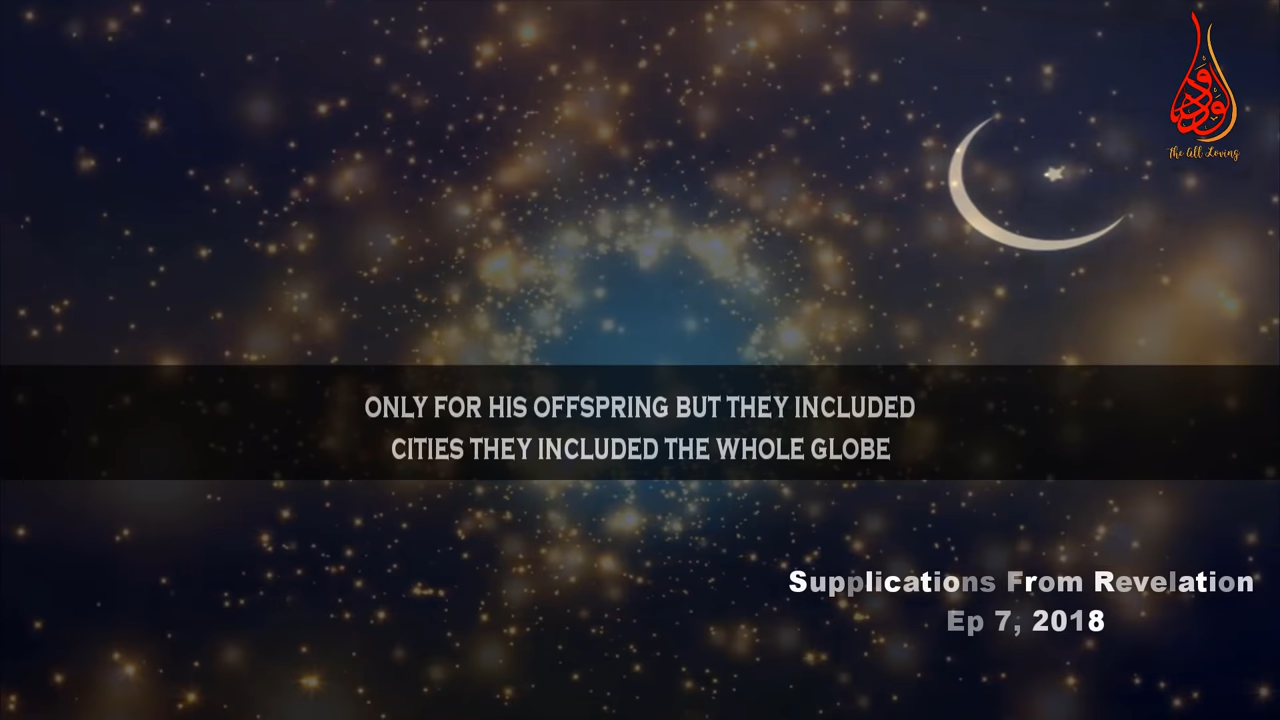 الودود
The All Loving
ONLY FOR HIS OFFSPRING BUT THEY INCLUDED
CITIES THEY INCLUDED THE WHOLE GLOBE
Supplications From Revelation
Ep 7, 2018